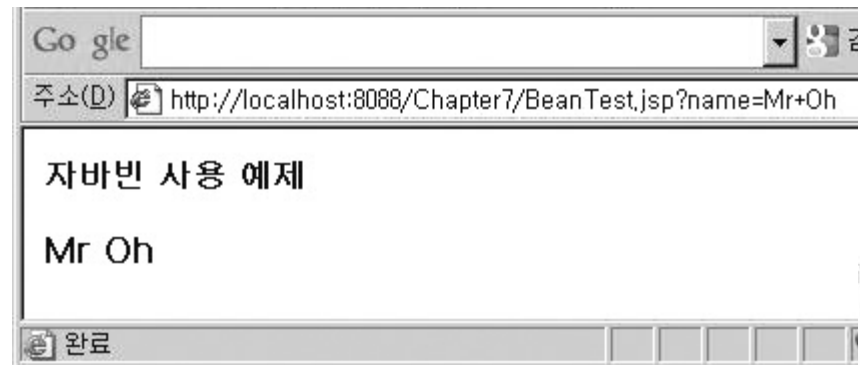 Go gle
주소(D) http://localhost:8088/Chapter7/BeanTest.jsp?name=Mr+Oh
자바빈 사용 예제
Mr Oh
완료